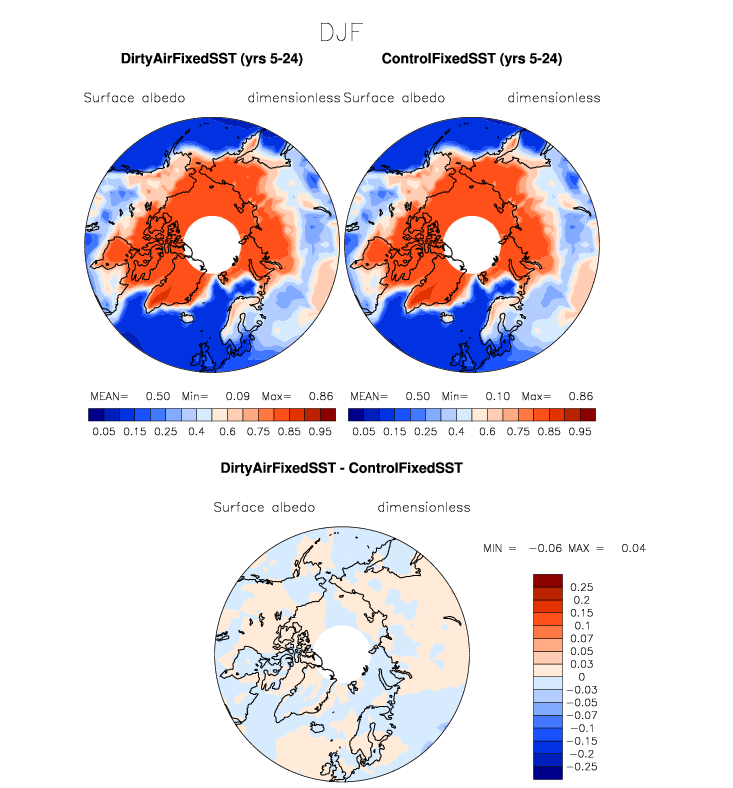 DJF
DirtyAirFixedSST (yrs 5-24) ControlFixedSST (yrs 5-24)
Surface albedo dimensionless Surface albedo dimensionless
MEAN= 0.50 Min= 0.09 Max= 0.86 MEAN= 0.50 Min= 0.10 Max= 0.86
0.05 0.15 0.25 0.4 0.6 0.75 0.85 0.95 0.05 0.15 0.25 0.4 0.6 0.75 0.85 0.95
DirtyAirFixedSST - ControlFixedSST
Surface albedo dimensionless
MIN = −0.06 MAX = 0.04
0.25
0.2
0.15
0.1
0.07
0.05
0.03
0
−0.03
−0.05
−0.07
−0.1
−0.15
−0.2
−0.25